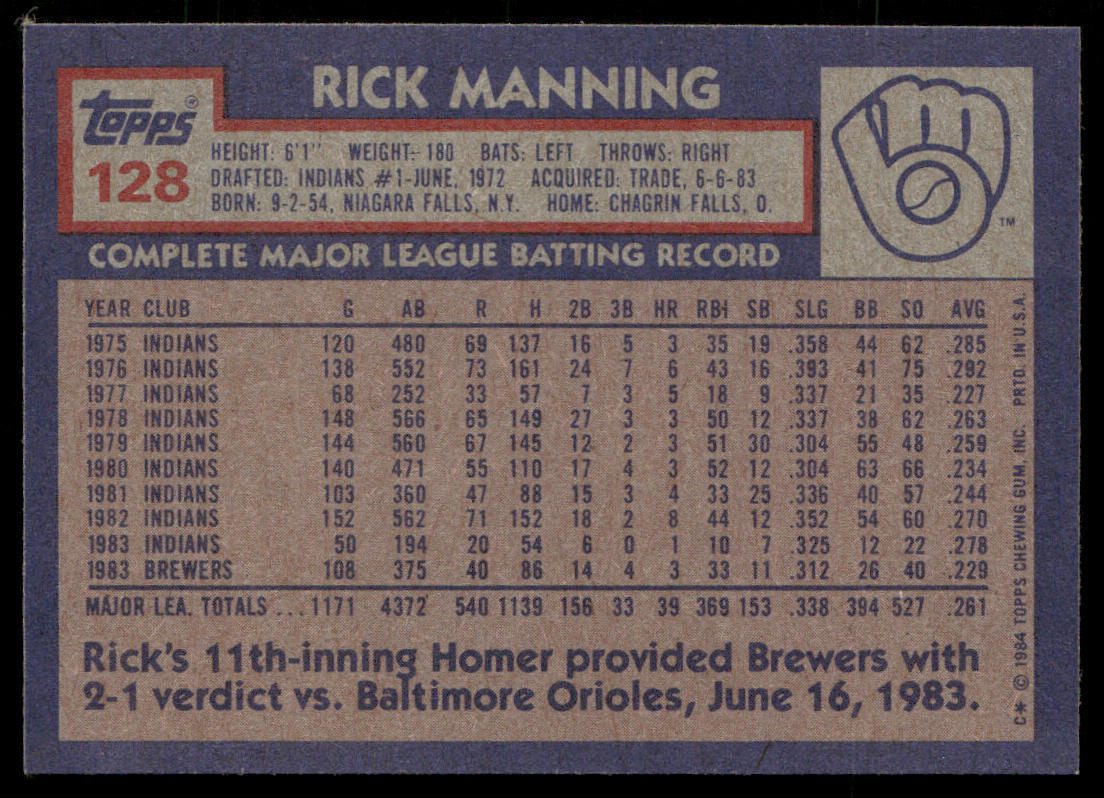 RICK MANNING
Topps®
128
HEIGHT: 6'1" WEIGHT: 180 BATS: LEFT THROWS: RIGHT
DRAFTED: INDIANS #1-JUNE, 1972 ACQUIRED: TRADE, 6-6-83
BORN: 9-2-54, NIAGARA FALLS, N.Y. HOME: CHAGRIN FALLS, O.
TM
COMPLETE MAJOR LEAGUE BATTING RECORD
YEAR CLUB G AB R H 2B 3B HR RBI SB SLG BB SO AVG
1975 INDIANS 120 480 69 137 16 5 3 35 19 .358 44 62 .285
1976 INDIANS 138 552 73 161 24 7 6 43 16 .393 41 75 .292
1977 INDIANS 68 252 33 57 7 3 5 18 9 .337 21 35 .227
1978 INDIANS 148 566 65 149 27 3 3 50 12 .337 38 62 .263
1979 INDIANS 144 560 67 145 12 2 3 51 30 .304 55 48 .259
1980 INDIANS 140 471 55 110 17 4 3 52 12 .304 63 66 .234
1981 INDIANS 103 360 47 88 15 3 4 33 25 .336 40 57 .244
1982 INDIANS 152 562 71 152 18 2 8 44 12 .352 54 60 .270
1983 INDIANS 50 194 20 54 6 0 1 10 7 .325 12 22 .278
1983 BREWERS 108 375 40 86 14 4 3 33 11 .312 26 40 .229
MAJOR LEA. TOTALS ... 1171 4372 540 1139 156 33 39 369 153 .338 394 527 .261
Rick's 11th-inning Homer provided Brewers with
2-1 verdict vs. Baltimore Orioles, June 16, 1983.
C* © 1984 TOPPS CHEWING GUM, INC. PRTD. IN U.S.A.